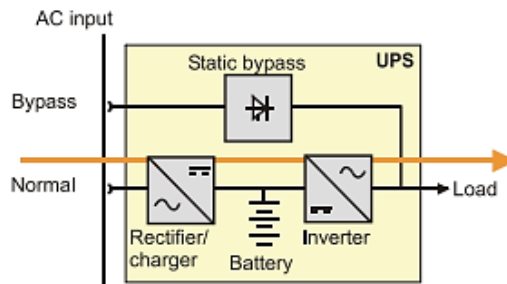 AC input
UPS
Static bypass
Bypass
Normal
Load
Rectifier/
charger
Battery
Inverter